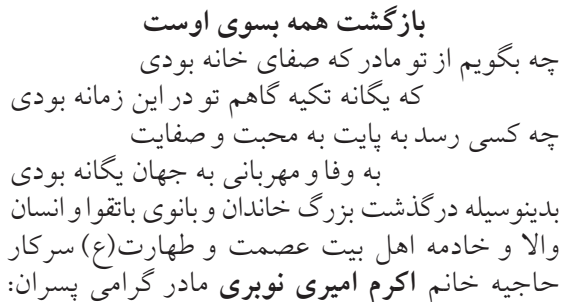 بازگشت همه بسوی اوست
چه بگویم از تو مادر که صفای خانه بودی
که یگانه تکیه گاهم تو در این زمانه بودی
چه کسی رسد به پایت به محبت و صفایت
به وفا و مهربانی به جهان یگانه بودی
بدینوسیله درگذشت بزرگ خاندان و بانوی باتقوا و انسان
والا و خادمه اهل بیت عصمت و طهارت(ع) سرکار
حاجیه خانم اکرم امیری نوبری مادر گرامی پسران: